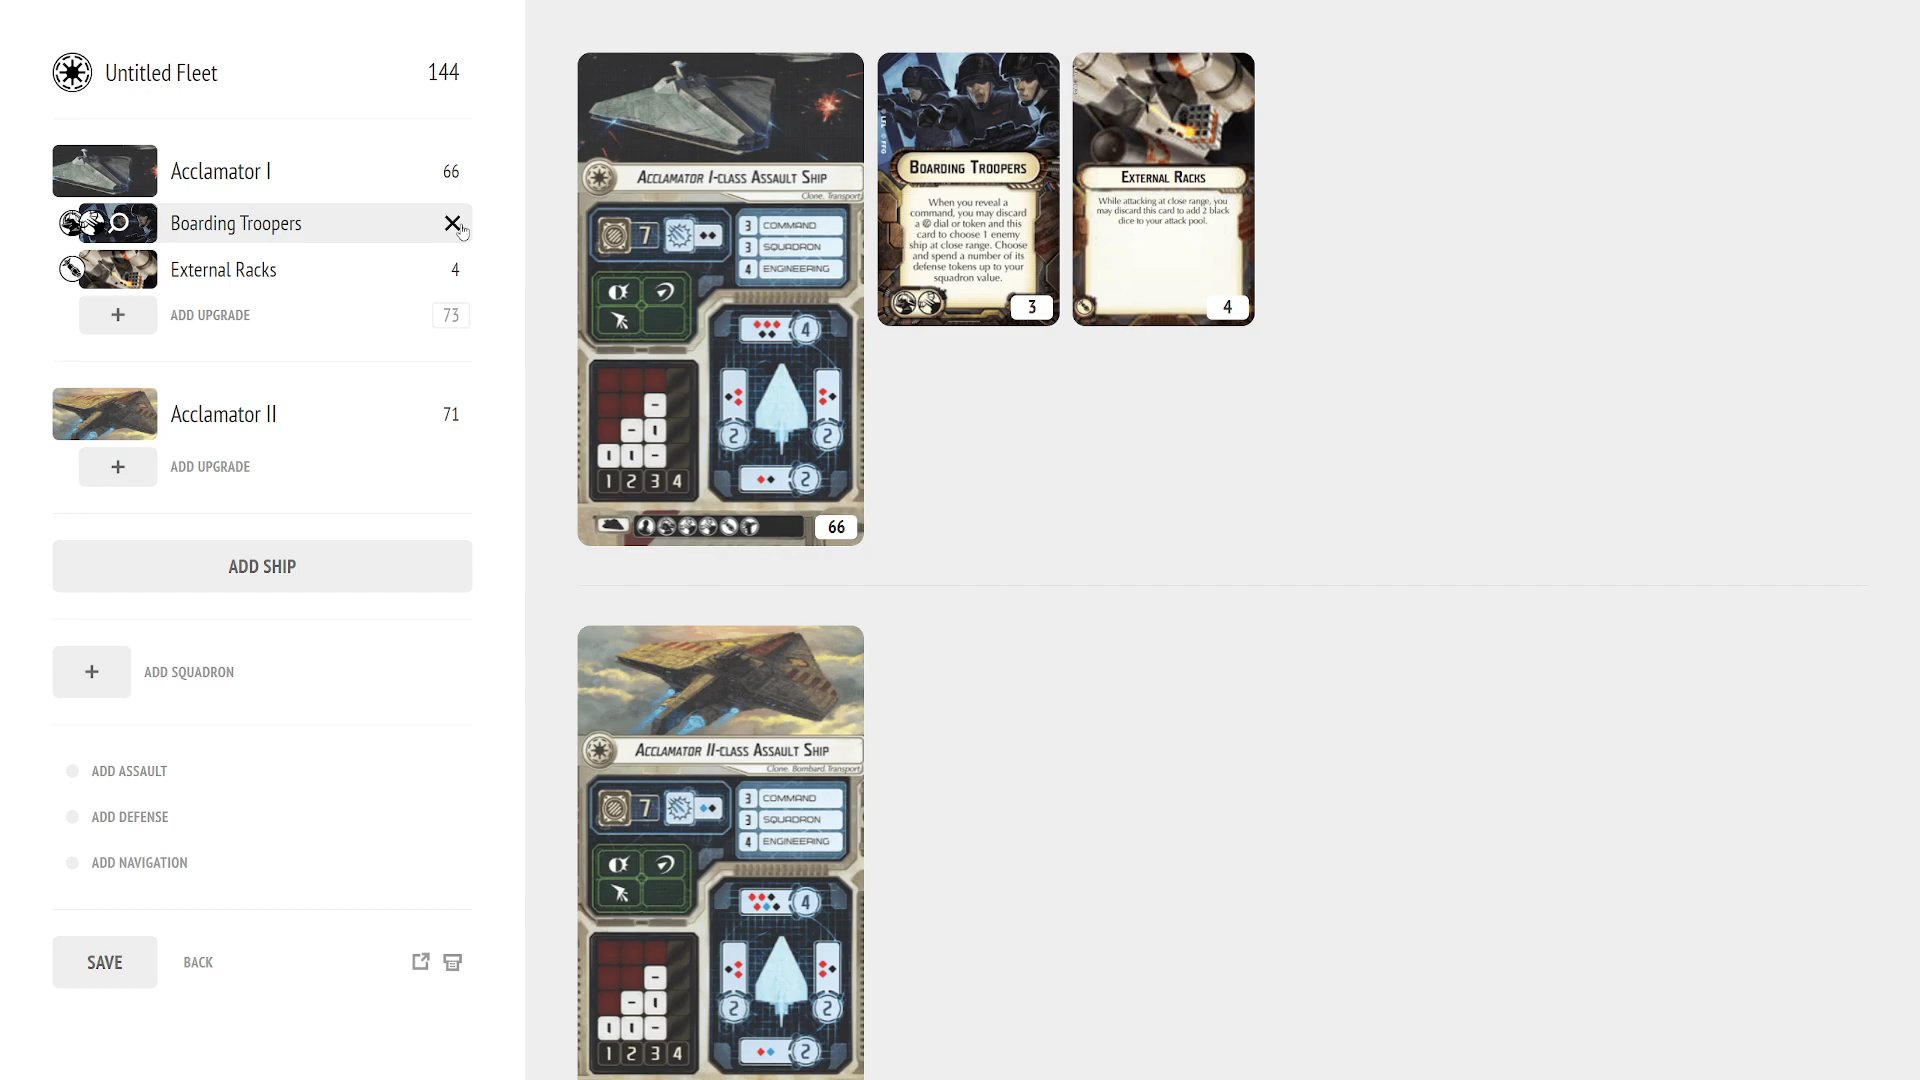 Untitled Fleet 144
Acclamator I 66
Boarding Troopers
External Racks 4
+ ADD UPGRADE 73
Acclamator II 71
+ ADD UPGRADE
ADD SHIP
+ ADD SQUADRON
ADD ASSAULT
ADD DEFENSE
ADD NAVIGATION
SAVE BACK
ACCLAMATOR I-CLASS ASSAULT SHIP
Clone. Transport
7
3 COMMAND
3 SQUADRON
4 ENGINEERING
4
2 2
1 2 3 4
2
66
BOARDING TROOPERS
When you reveal a
command, you may discard
a dial or token and this
card to choose 1 enemy
ship at close range. Choose
and spend a number of its
defense tokens up to your
squadron value.
3
EXTERNAL RACKS
While attacking at close range, you
may discard this card to add 2 black
dice to your attack pool.
4
ACCLAMATOR II-CLASS ASSAULT SHIP
Clone. Bombard. Transport
7
3 COMMAND
3 SQUADRON
4 ENGINEERING
4
2 2
1 2 3 4
2